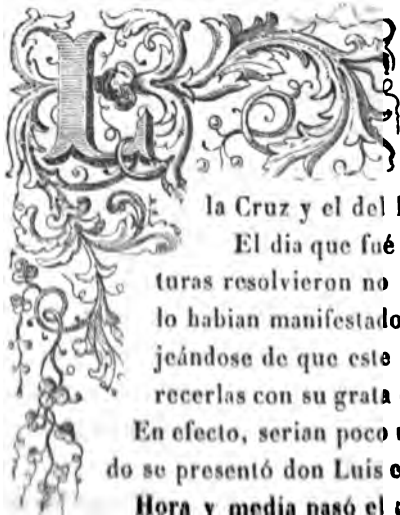 L
la Cruz y el del
El dia que fué
turas resolvieron no
lo habian manifestado
jeándose de que este
recerlas con su grata
En efecto, serian poco
do se presentó don Luis
Hora y media pasó el